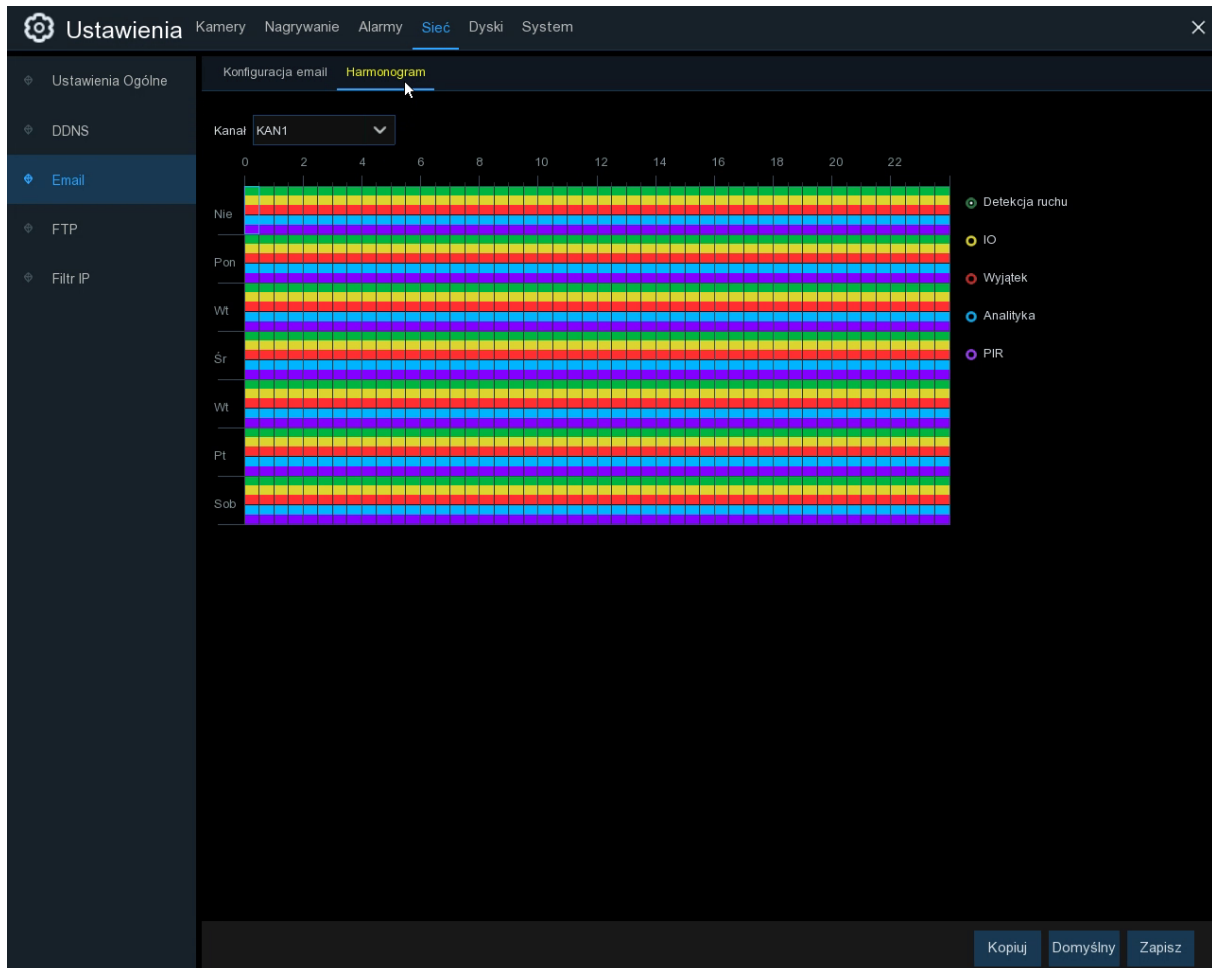 Ustawienia Kamery Nagrywanie Alarmy Sieć Dyski System
Ustawienia Ogólne
DDNS
Email
FTP
Filtr IP
Konfiguracja email Harmonogram
Kanał KAN1
0 2 4 6 8 10 12 14 16 18 20 22
Nie
Pon
Wt
Śr
Wt
Pt
Sob
Detekcja ruchu
IO
Wyjątek
Analityka
PIR
Kopiuj Domyślny Zapisz